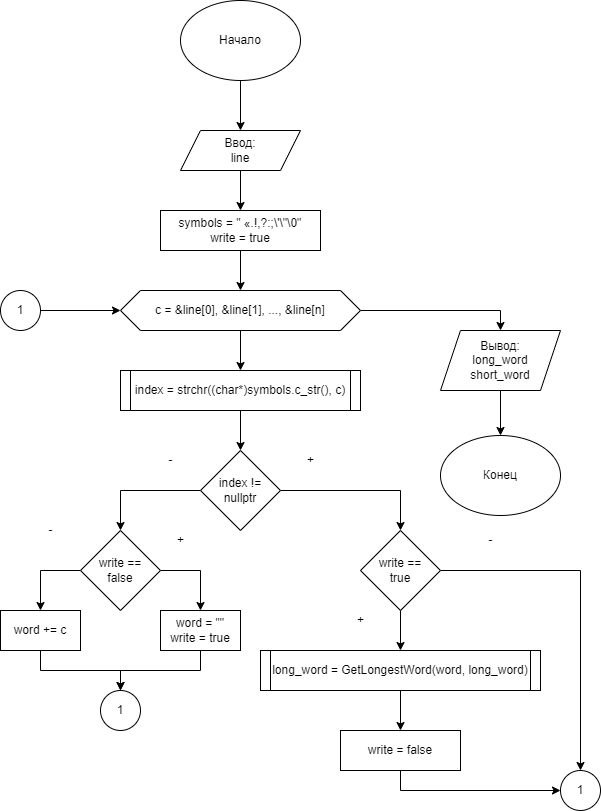 Начало
Ввод:
line
symbols = " «.!,?:;\'\"\0"
write = true
1
c = &line[0], &line[1], ..., &line[n]
Вывод:
long_word
short_word
index = strchr((char*)symbols.c_str(), c)
Конец
-
+
index !=
nullptr
-
+
-
write ==
false
write ==
true
word += c
word = ""
write = true
+
long_word = GetLongestWord(word, long_word)
1
write = false
1